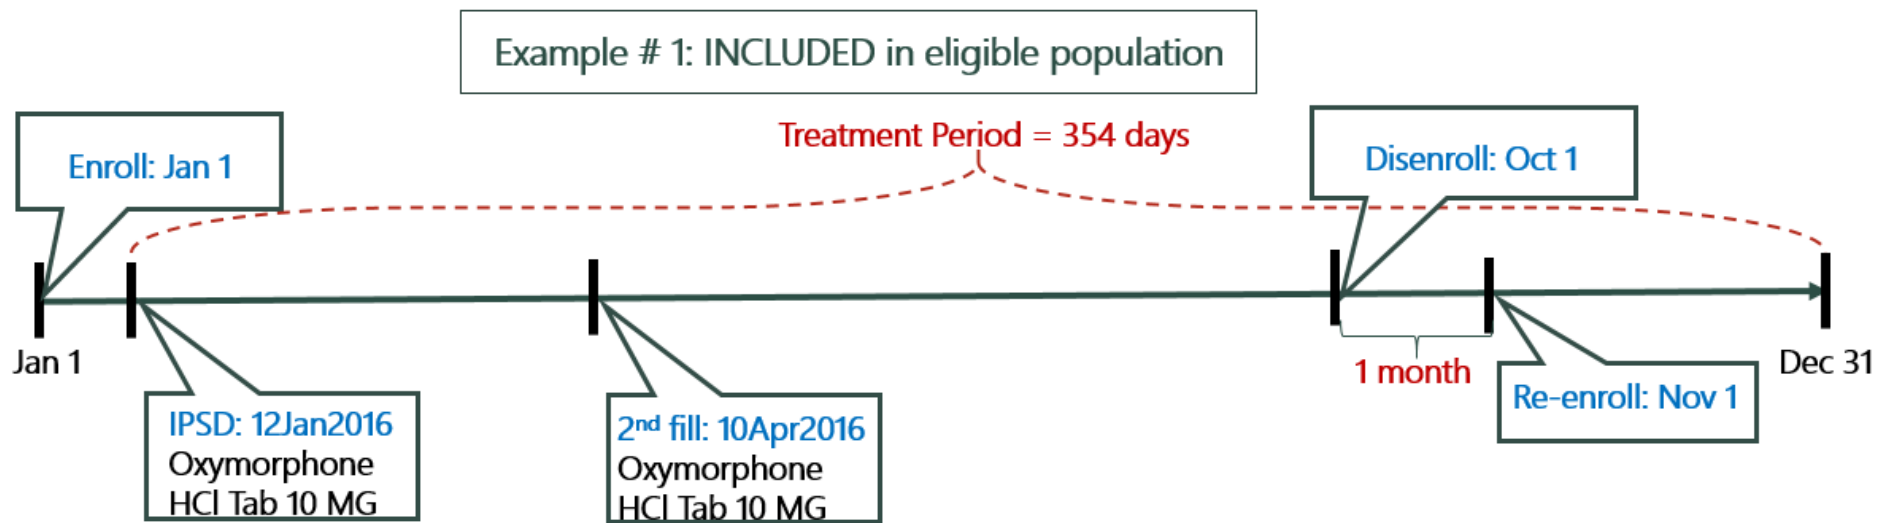 Example # 1: INCLUDED in eligible population
Treatment Period = 354 days
Enroll: Jan 1
Disenroll: Oct 1
Jan 1
1 month
Dec 31
IPSD: 12Jan2016
Oxymorphone
HCl Tab 10 MG
2nd fill: 10Apr2016
Oxymorphone
HCl Tab 10 MG
Re-enroll: Nov 1